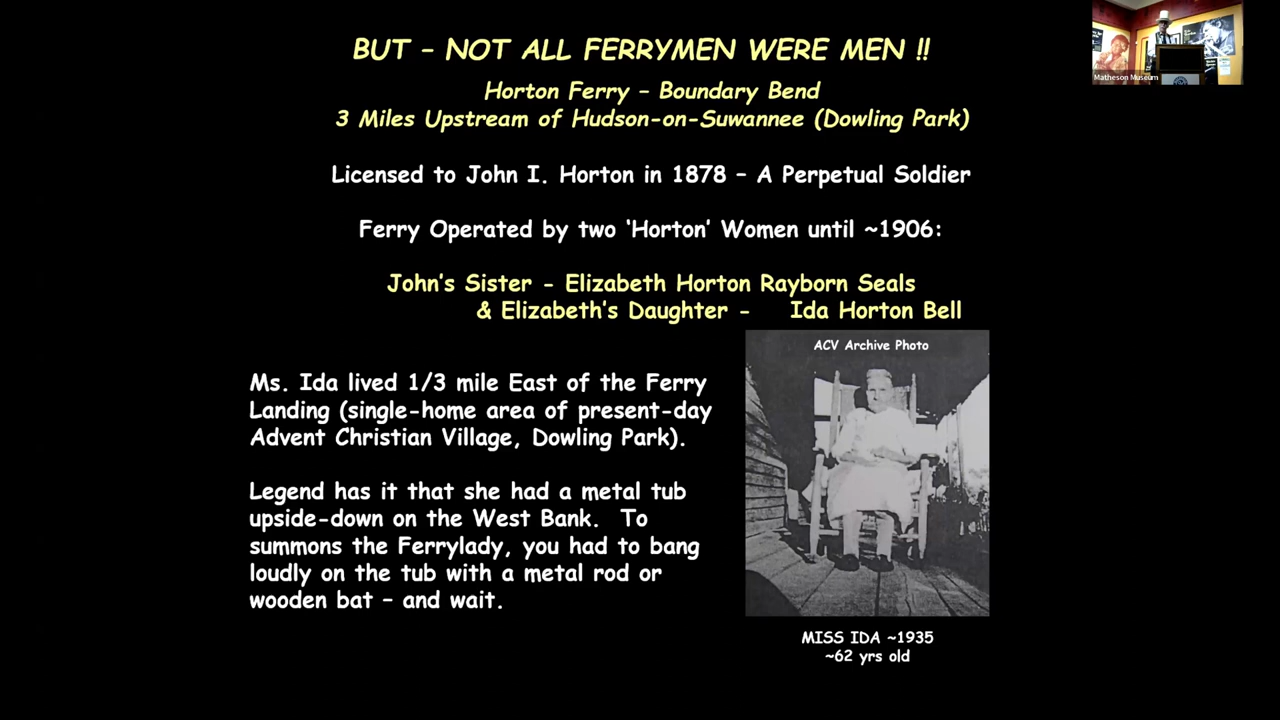 BUT – NOT ALL FERRYMEN WERE MEN !!
Horton Ferry – Boundary Bend
3 Miles Upstream of Hudson-on-Suwannee (Dowling Park)
Licensed to John I. Horton in 1878 – A Perpetual Soldier
Ferry Operated by two ‘Horton’ Women until ~1906:
John’s Sister - Elizabeth Horton Rayborn Seals
& Elizabeth’s Daughter - Ida Horton Bell
Ms. Ida lived 1/3 mile East of the Ferry
Landing (single-home area of present-day
Advent Christian Village, Dowling Park).
Legend has it that she had a metal tub
upside-down on the West Bank. To
summons the Ferrylady, you had to bang
loudly on the tub with a metal rod or
wooden bat – and wait.
ACV Archive Photo
MISS IDA ~1935
~62 yrs old
Matheson Museum